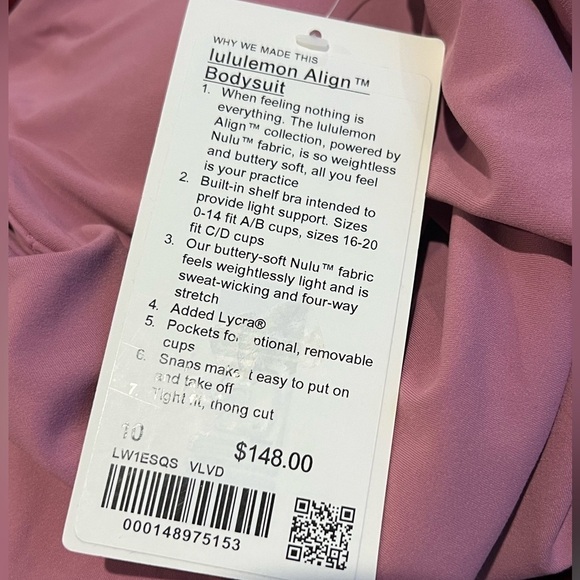 WHY WE MADE THIS
lululemon Align™
Bodysuit
1. When feeling nothing is
everything. The lululemon
Align™ collection, powered by
Nulu™ fabric, is so weightless
and buttery soft, all you feel
is your practice
2. Built-in shelf bra intended to
provide light support. Sizes
0-14 fit A/B cups, sizes 16-20
fit C/D cups
3. Our buttery-soft Nulu™ fabric
feels weightlessly light and is
sweat-wicking and four-way
stretch
4. Added Lycra®
5. Pockets for optional, removable
cups
6. Snaps make it easy to put on
and take off
7. Tight fit, thong cut
10
$148.00
LW1ESQS VLVD
000148975153